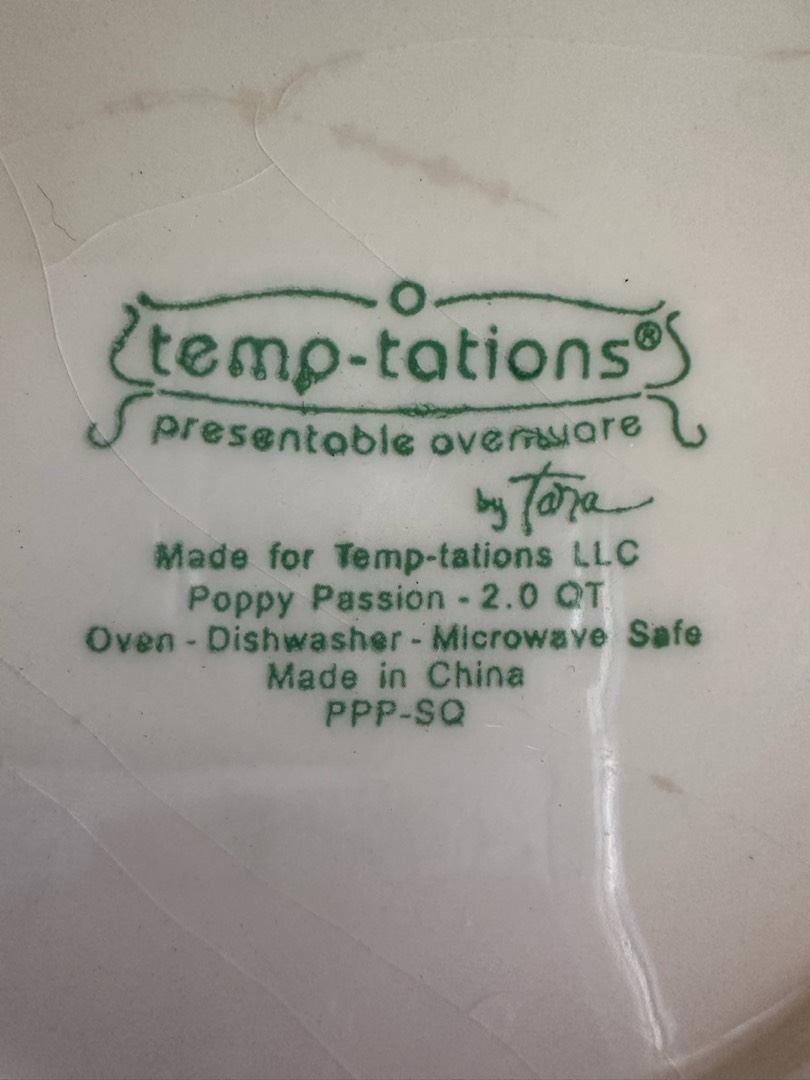 temp-tations®
presentable ovenware
by Tara
Made for Temp-tations LLC
Poppy Passion - 2.0 QT
Oven - Dishwasher - Microwave Safe
Made in China
PPP-SQ